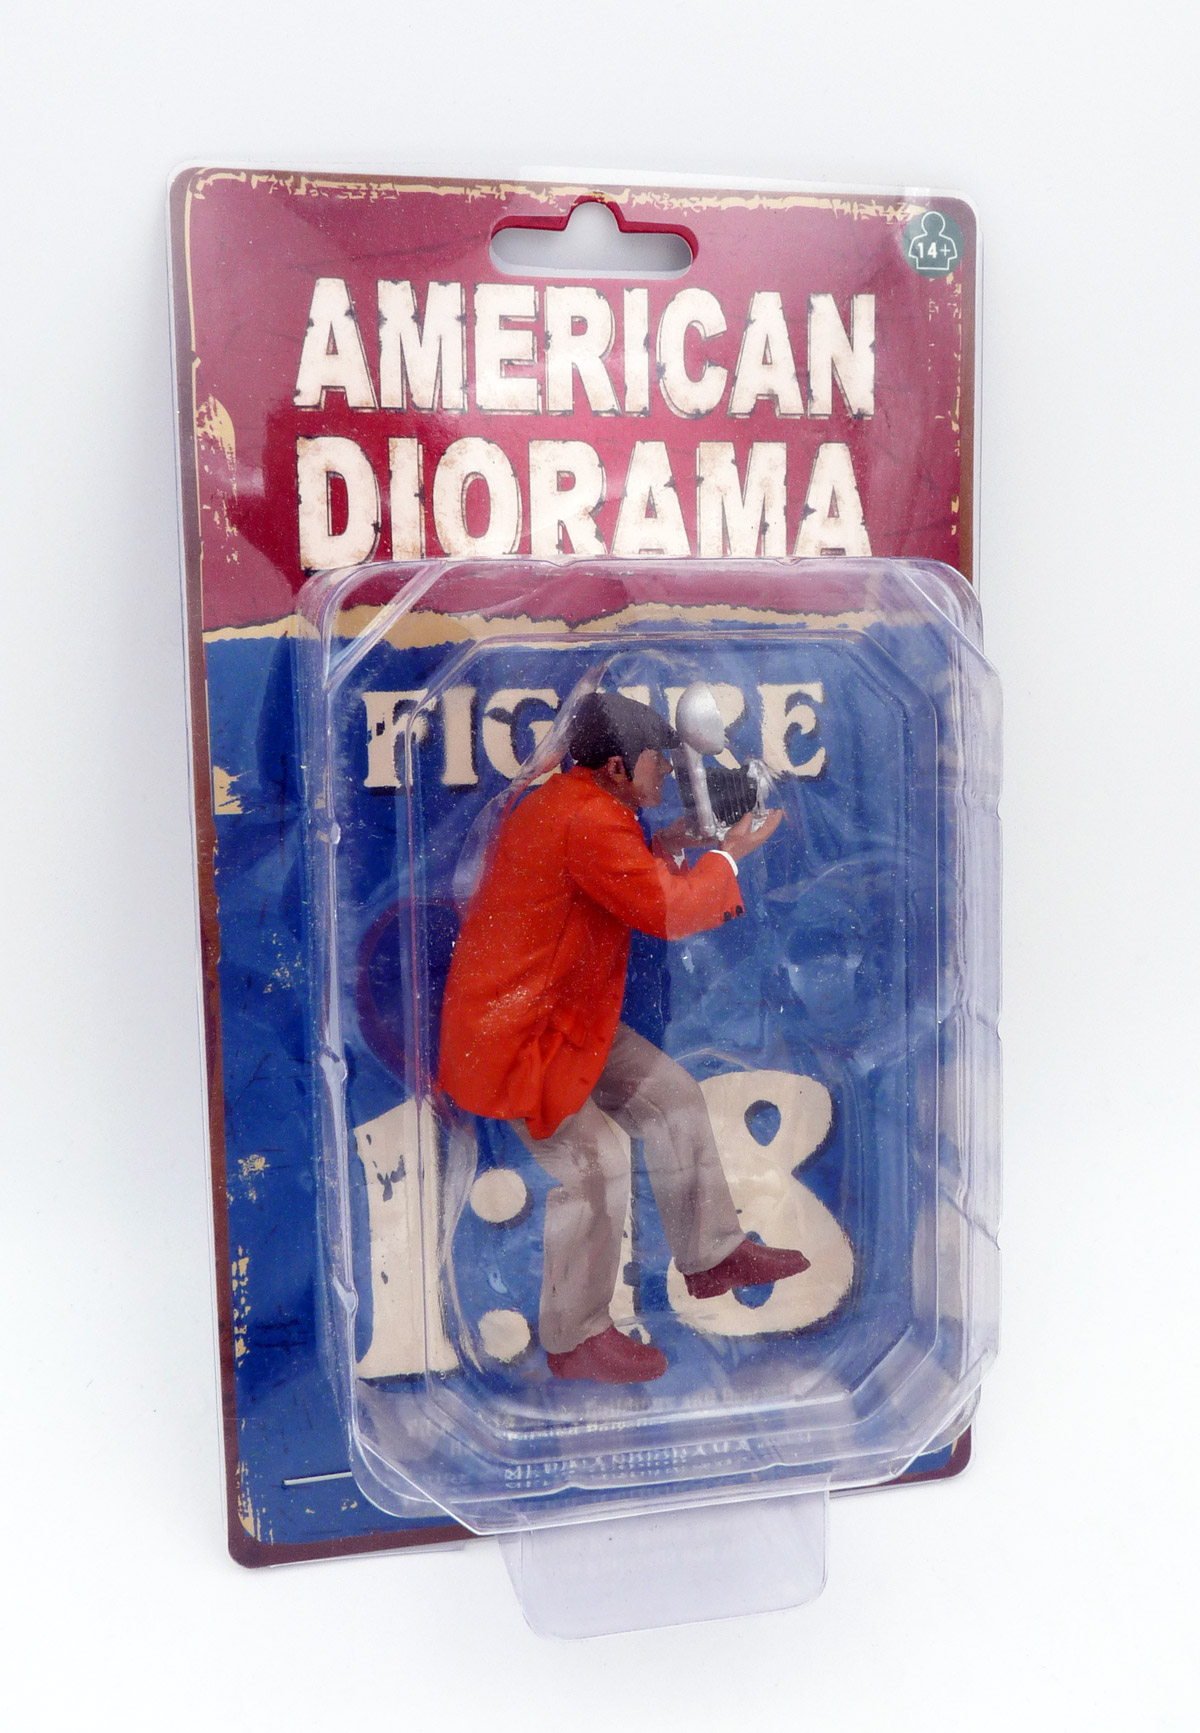 14+
AMERICAN
DIORAMA
FIGURE
1:18